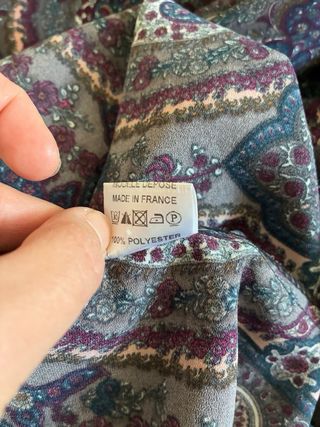 MODELE DEPOSE
MADE IN FRANCE
P
100% POLYESTER